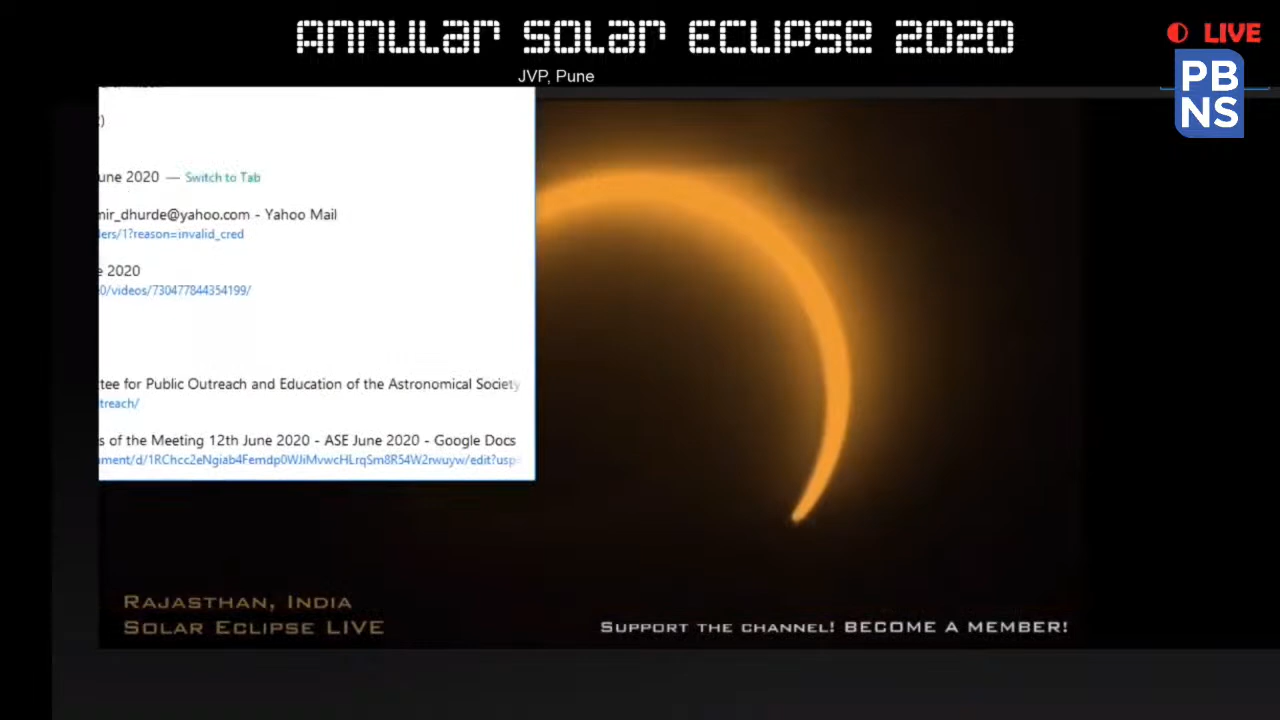 ANNULAR SOLAR ECLIPSE 2020
LIVE
JVP, Pune
PB
NS
une 2020 — Switch to Tab
mir_dhurde@yahoo.com - Yahoo Mail
ders/1?reason=invalid_cred
e 2020
0/videos/730477844354199/
tee for Public Outreach and Education of the Astronomical Society
treach/
s of the Meeting 12th June 2020 - ASE June 2020 - Google Docs
ument/d/1RChcc2eNgiab4Femdp0WJiMvwcHLrqSm8R54W2rwuyw/edit?usp
RAJASTHAN, INDIA
SOLAR ECLIPSE LIVE
SUPPORT THE CHANNEL! BECOME A MEMBER!